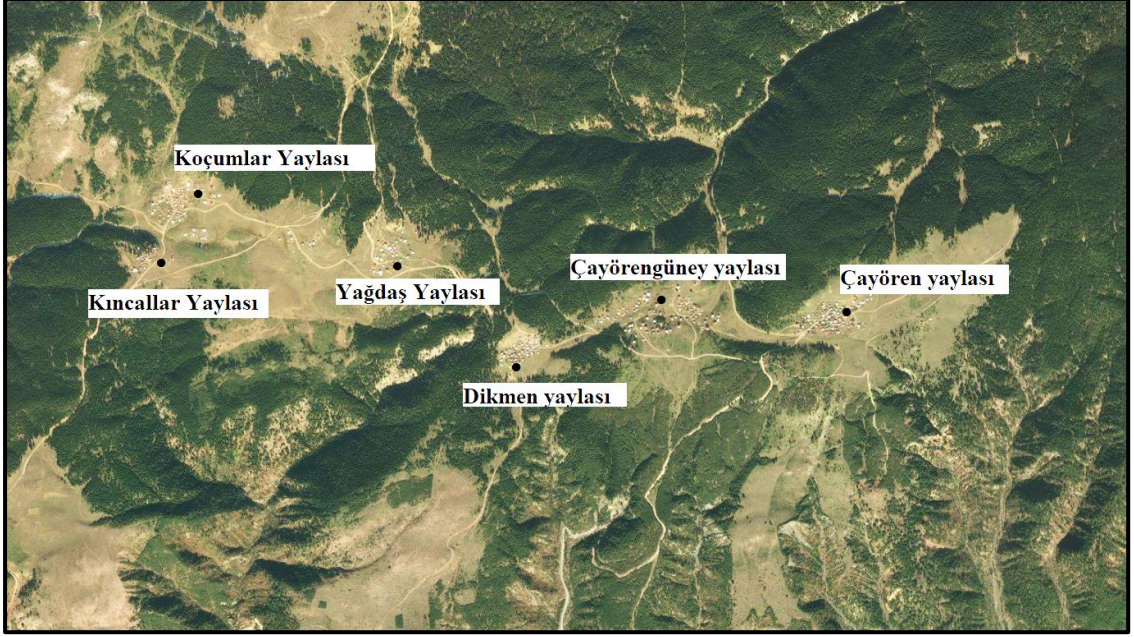 Koçumlar Yaylası
Kıncallar Yaylası
Yağdaş Yaylası
Çayörengüney yaylası
Çayören yaylası
Dikmen yaylası